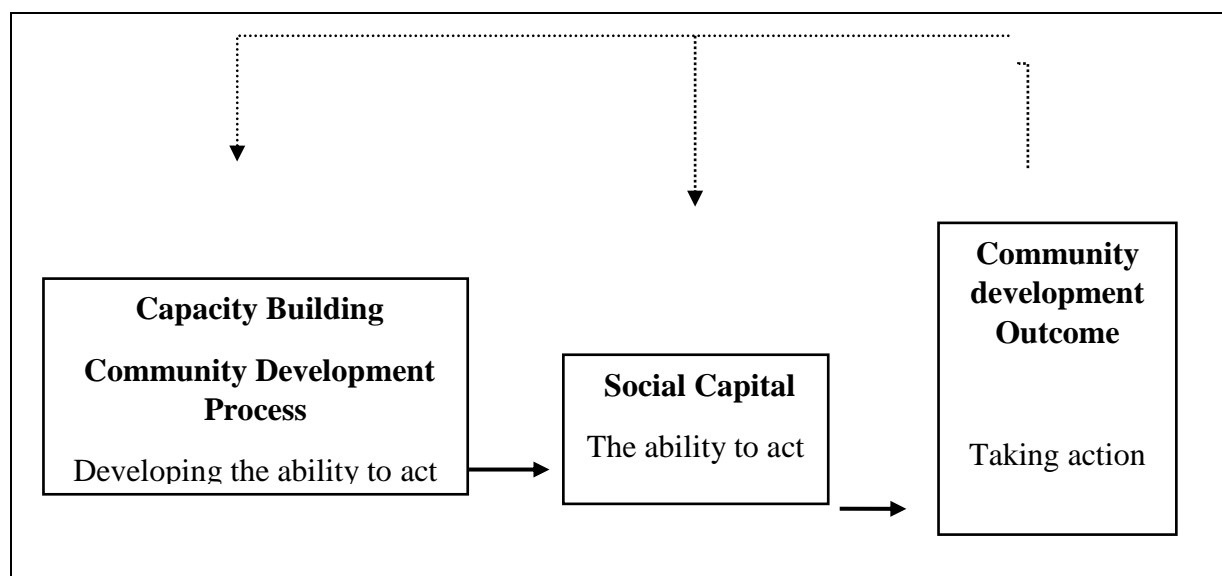 Capacity Building
Community Development
Process
Developing the ability to act
Social Capital
The ability to act
Community
development
Outcome
Taking action